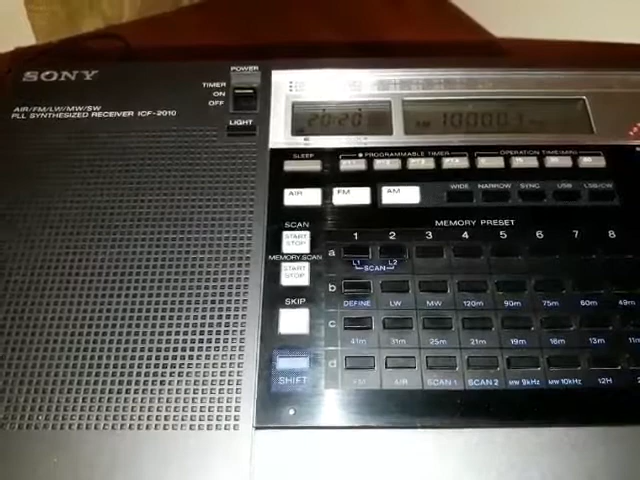 SONY
AIR/FM/LW/MW/SW
PLL SYNTHESIZED RECEIVER ICF-2010
POWER
TIMER
ON
OFF
LIGHT
20:20
AM
SLEEP
PROGRAMMABLE TIMER
OPERATION TIME(MIN)
AIR FM AM WIDE NARROW SYNC USB LSB/CW
SCAN
START
STOP
MEMORY SCAN
START
STOP
SKIP
SHIFT
MEMORY PRESET
1 2 3 4 5 6 7 8
a
L1 SCAN L2
b
DEFINE LW MW 120m 90m 75m 60m 49m
c
41m 31m 25m 21m 19m 16m 13m
d
FM AIR SCAN 1 SCAN 2 MW 9kHz MW 10kHz 12H